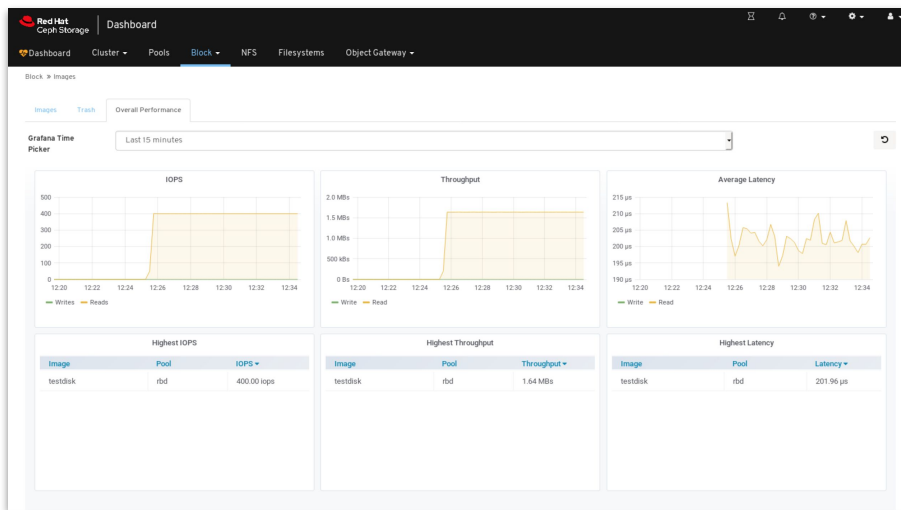 Red Hat
Ceph Storage
Dashboard
Dashboard Cluster Pools Block NFS Filesystems Object Gateway
Block » Images
Images Trash Overall Performance
Grafana Time
Picker
Last 15 minutes
IOPS
500
400
300
200
100
0
12:20 12:22 12:24 12:26 12:28 12:30 12:32 12:34
Writes Reads
Throughput
2.0 MBs
1.5 MBs
1.0 MBs
500 kBs
0 Bs
12:20 12:22 12:24 12:26 12:28 12:30 12:32 12:34
Write Read
Average Latency
215 µs
210 µs
205 µs
200 µs
195 µs
190 µs
12:20 12:22 12:24 12:26 12:28 12:30 12:32 12:34
Write Read
Highest IOPS
Image Pool IOPS
testdisk rbd 400.00 iops
Highest Throughput
Image Pool Throughput
testdisk rbd 1.64 MBs
Highest Latency
Image Pool Latency
testdisk rbd 201.96 µs